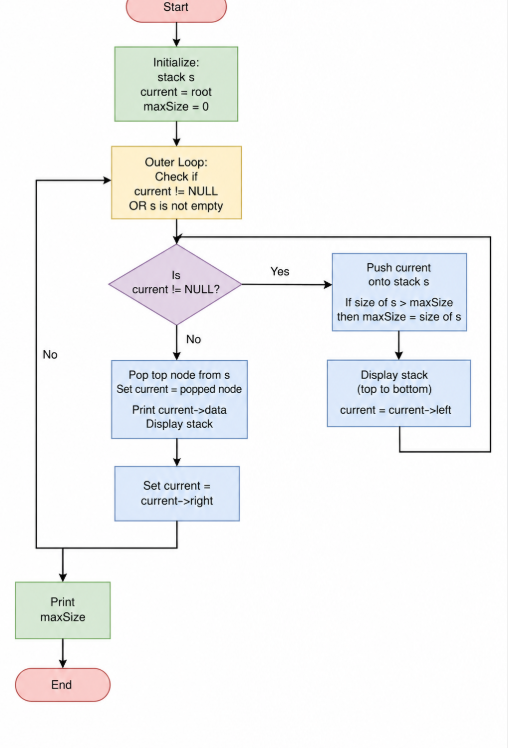 Start
Initialize:
stack s
current = root
maxSize = 0
Outer Loop:
Check if
current != NULL
OR s is not empty
Is
current != NULL?
Yes
Push current
onto stack s
If size of s > maxSize
then maxSize = size of s
No
Pop top node from s
Set current = popped node
Print current->data
Display stack
Display stack
(top to bottom)
current = current->left
No
Set current =
current->right
Print
maxSize
End